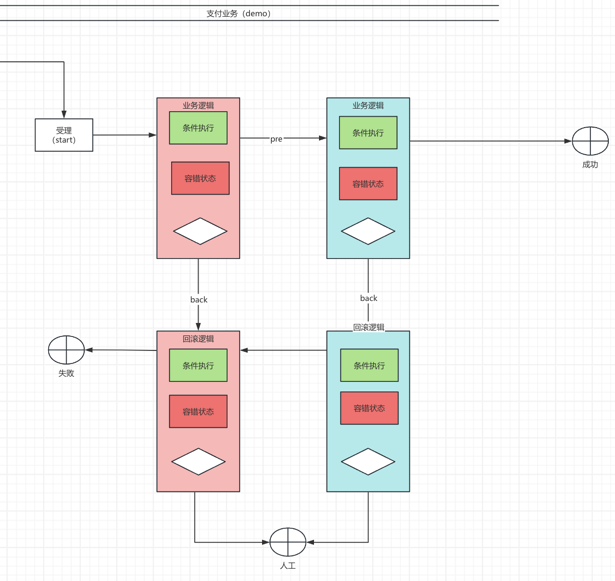 支付业务（demo）
受理
（start）
业务逻辑
条件执行
容错状态
pre
业务逻辑
条件执行
容错状态
成功
back
back
回滚逻辑
条件执行
容错状态
回滚逻辑
条件执行
容错状态
失败
人工